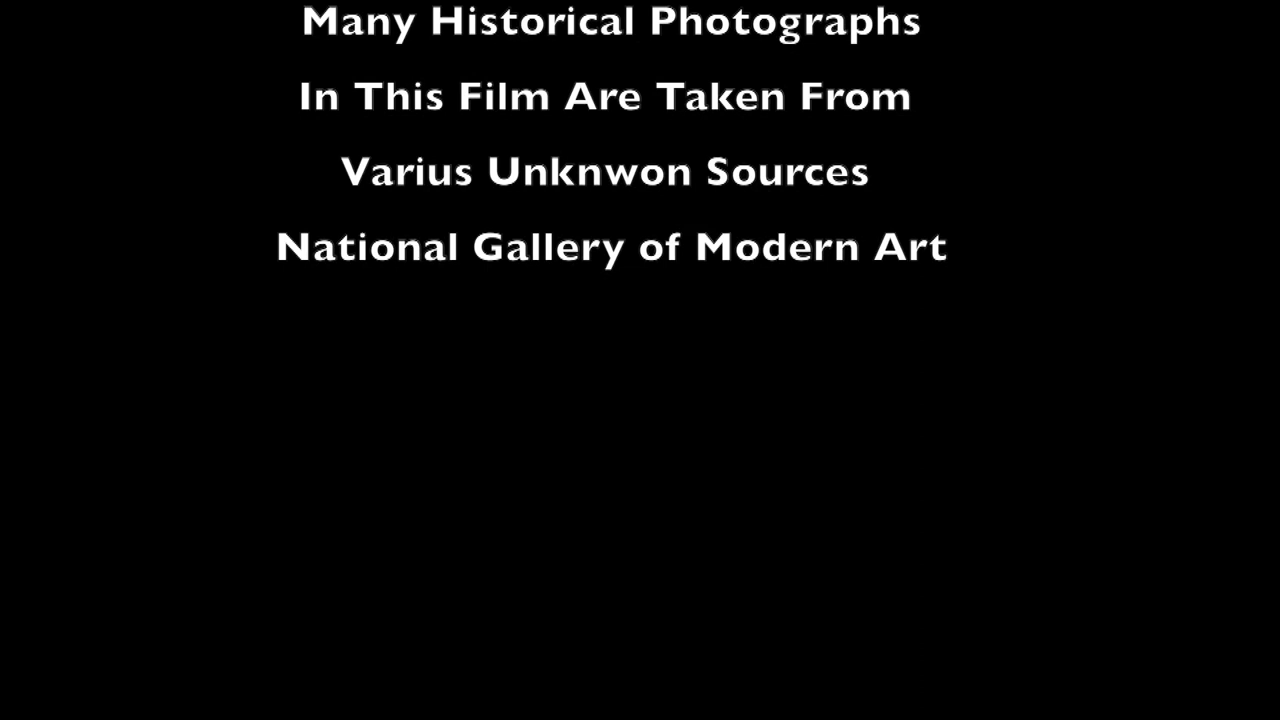 Many Historical Photographs
In This Film Are Taken From
Varius Unknwon Sources
National Gallery of Modern Art